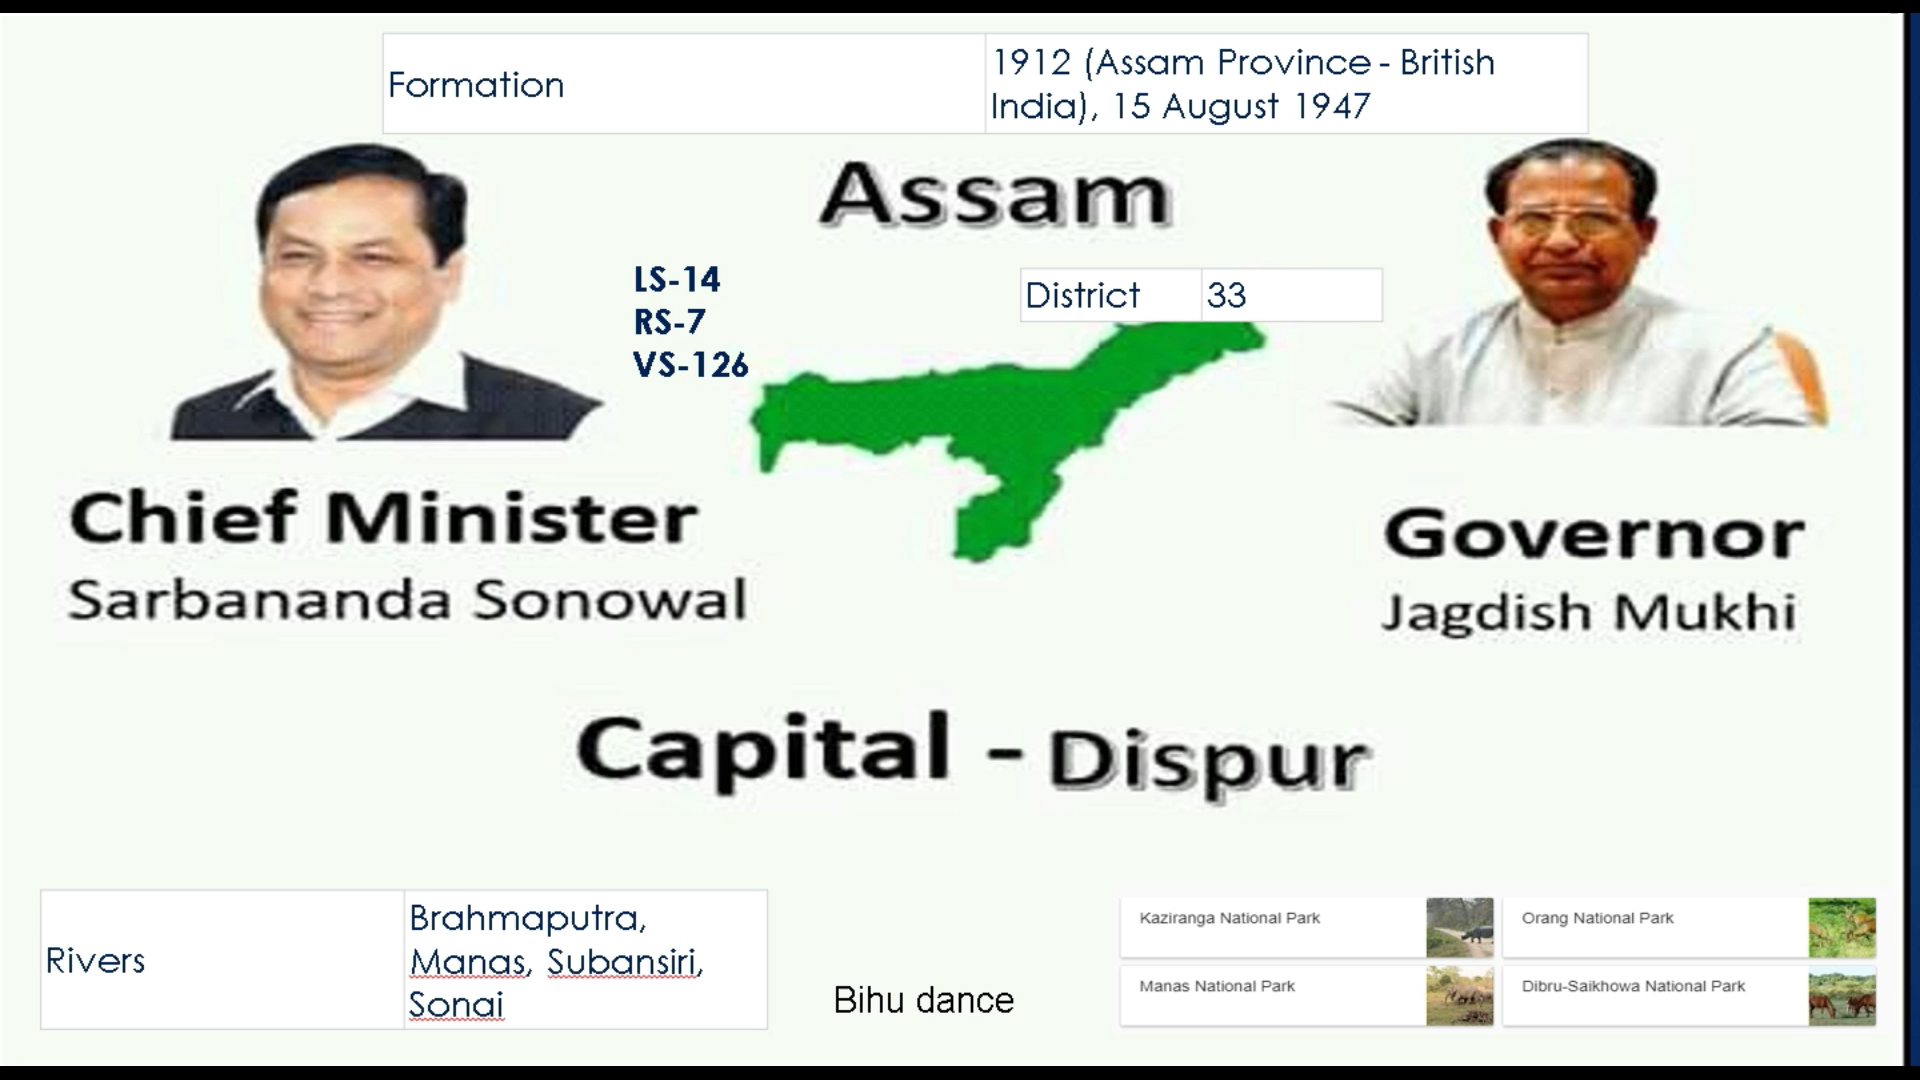 Formation
1912 (Assam Province - British
India), 15 August 1947
Assam
LS-14
RS-7
VS-126
District 33
Chief Minister
Sarbananda Sonowal
Governor
Jagdish Mukhi
Capital - Dispur
Rivers
Brahmaputra,
Manas, Subansiri,
Sonai
Bihu dance
Kaziranga National Park
Orang National Park
Manas National Park
Dibru-Saikhowa National Park